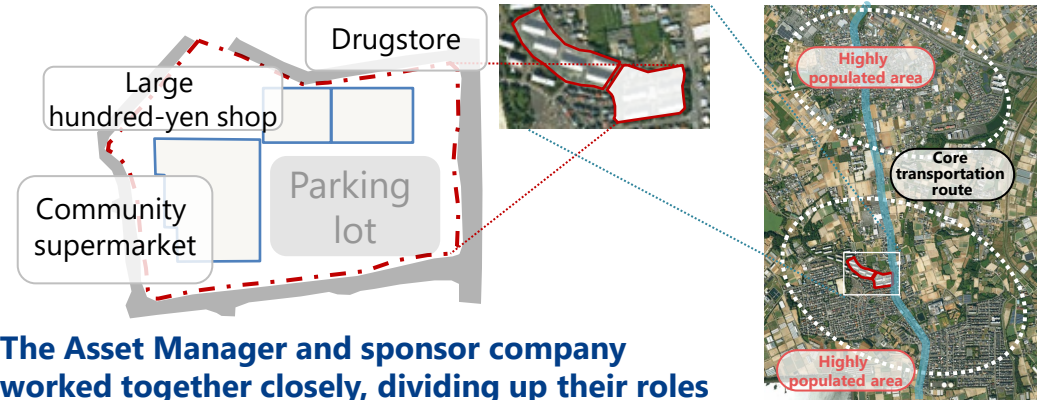 Drugstore
Large
hundred-yen shop
Community
supermarket
Parking
lot
Highly
populated area
Core
transportation
route
Highly
populated area
The Asset Manager and sponsor company
worked together closely, dividing up their roles